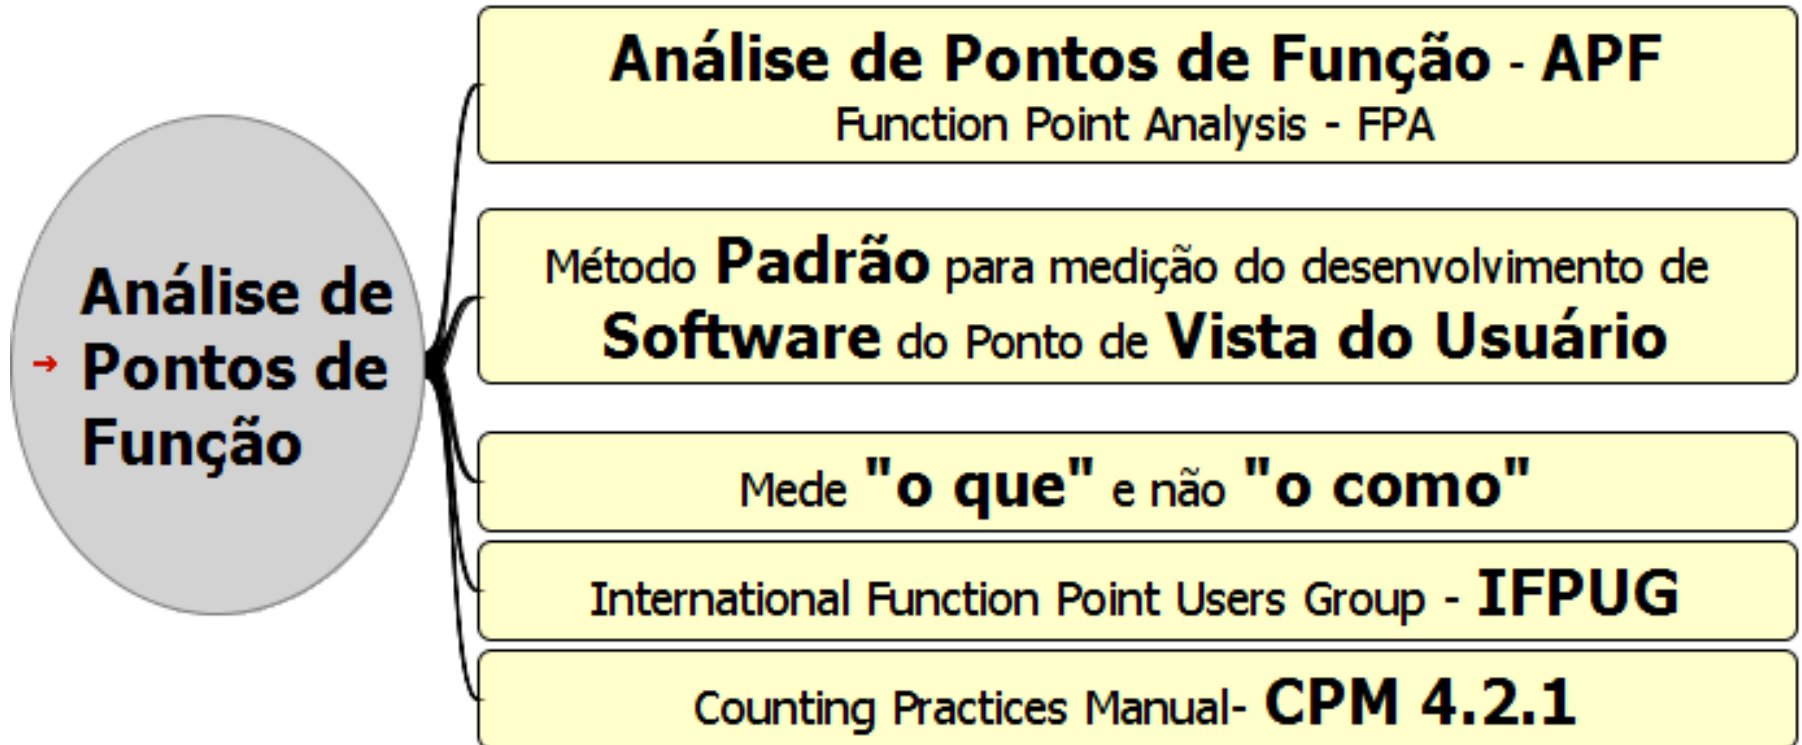 Análise de
Pontos de
Função
Análise de Pontos de Função - APF
Function Point Analysis - FPA
Método Padrão para medição do desenvolvimento de
Software do Ponto de Vista do Usuário
Mede "o que" e não "o como"
International Function Point Users Group - IFPUG
Counting Practices Manual- CPM 4.2.1